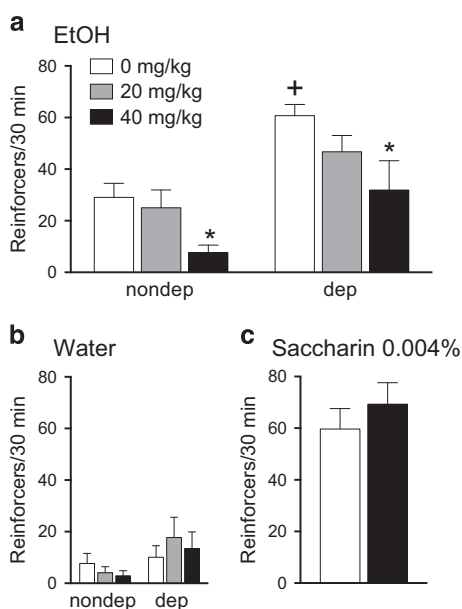 a EtOH
80
60
40
20
0
Reinforcers/30 min
0 mg/kg
20 mg/kg
40 mg/kg
*
+
*
nondep dep
b Water
80
60
40
20
0
Reinforcers/30 min
nondep dep
c Saccharin 0.004%
80
60
40
20
0
Reinforcers/30 min